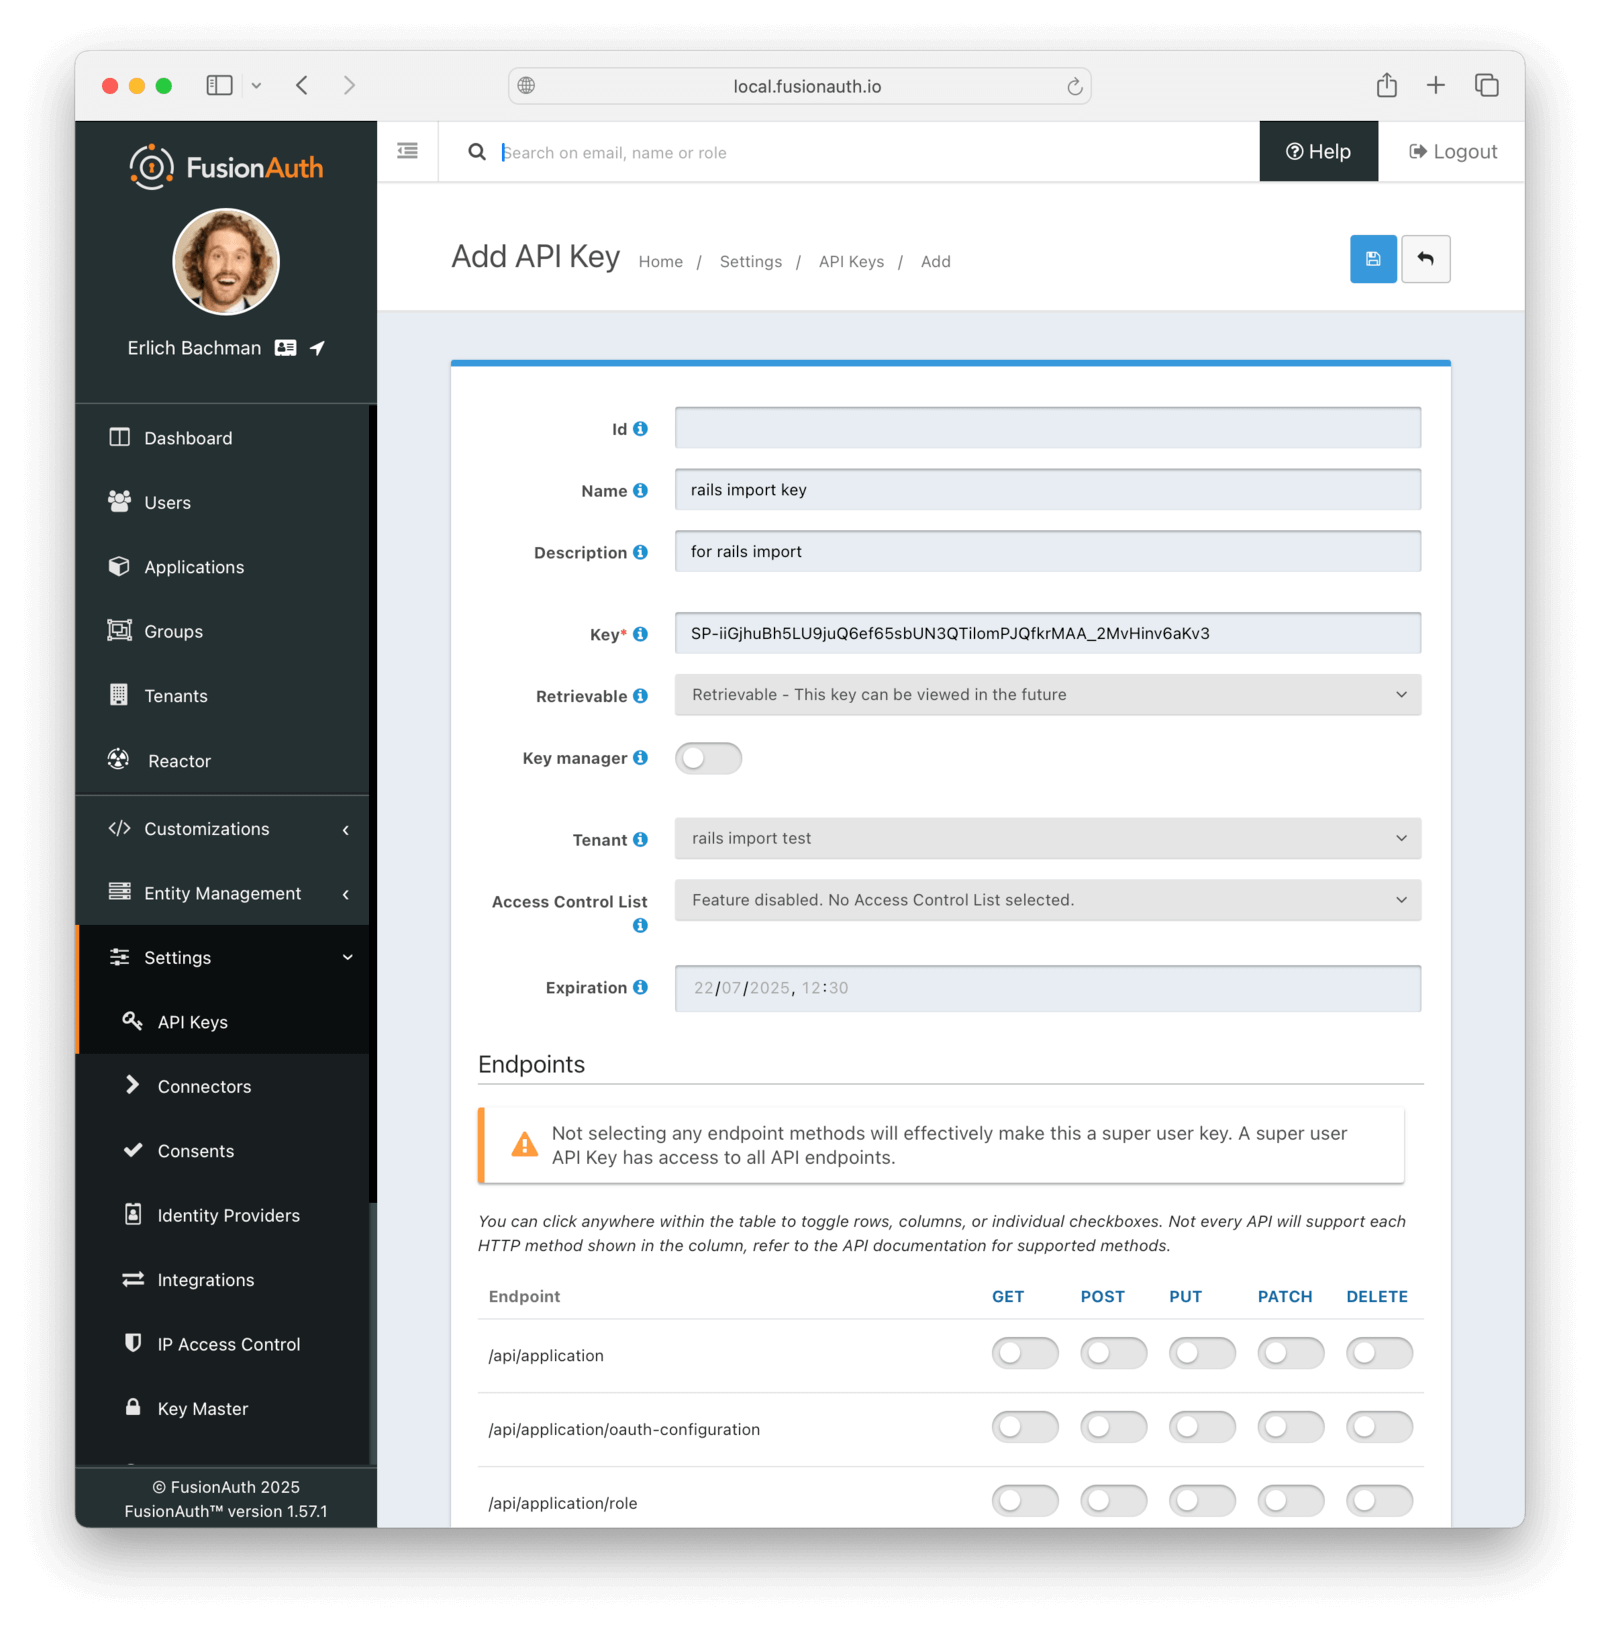 local.fusionauth.io
FusionAuth
Search on email, name or role
Help
Logout
Erlich Bachman
Add API Key
Home / Settings / API Keys / Add
Dashboard
Users
Applications
Groups
Tenants
Reactor
Customizations
Entity Management
Settings
API Keys
Connectors
Consents
Identity Providers
Integrations
IP Access Control
Key Master
© FusionAuth 2025
FusionAuth™ version 1.57.1
Id
Name rails import key
Description for rails import
Key* SP-iiGjhuBh5LU9juQ6ef65sbUN3QTilomPJQfkrMAA_2MvHinv6aKv3
Retrievable Retrievable - This key can be viewed in the future
Key manager
Tenant rails import test
Access Control List Feature disabled. No Access Control List selected.
Expiration 22/07/2025, 12:30
Endpoints
Not selecting any endpoint methods will effectively make this a super user key. A super user
API Key has access to all API endpoints.
You can click anywhere within the table to toggle rows, columns, or individual checkboxes. Not every API will support each
HTTP method shown in the column, refer to the API documentation for supported methods.
Endpoint GET POST PUT PATCH DELETE
/api/application
/api/application/oauth-configuration
/api/application/role